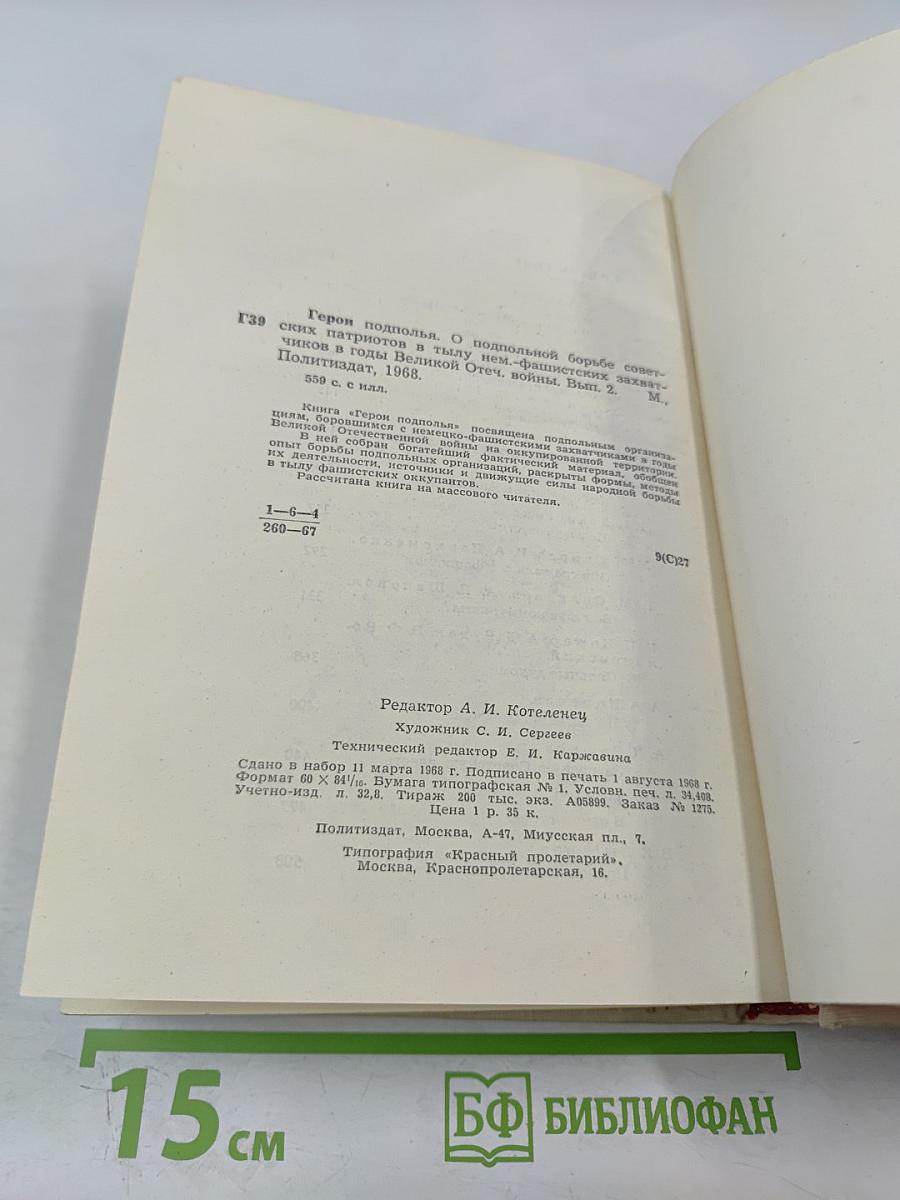 Г39
Герои подполья. О подпольной борьбе совет-
ских патриотов в тылу нем.-фашистских захват-
чиков в годы Великой Отеч. войны. Вып. 2. М.,
Политиздат, 1968.
559 с. с илл.
Книга «Герои подполья» посвящена подпольным организа-
циям, боровшимся с немецко-фашистскими захватчиками в годы
Великой Отечественной войны на оккупированной территории.
В ней собран богатейший фактический материал, обобщен
опыт борьбы подпольных организаций, раскрыты формы, методы
их деятельности, источники и движущие силы народной борьбы
в тылу фашистских оккупантов.
Рассчитана книга на массового читателя.
1—6—4
260—67
9(С)27
Редактор А. И. Котеленец
Художник С. И. Сергеев
Технический редактор Е. И. Каржавина
Сдано в набор 11 марта 1968 г. Подписано в печать 1 августа 1968 г.
Формат 60 × 84¹/₁₆. Бумага типографская № 1. Условн. печ. л. 34,408.
Учетно-изд. л. 32,8. Тираж 200 тыс. экз. А05899. Заказ № 1275.
Цена 1 р. 35 к.
Политиздат, Москва, А-47, Миусская пл., 7.
Типография «Красный пролетарий».
Москва, Краснопролетарская, 16.
15 см
БФ БИБЛИОФАН